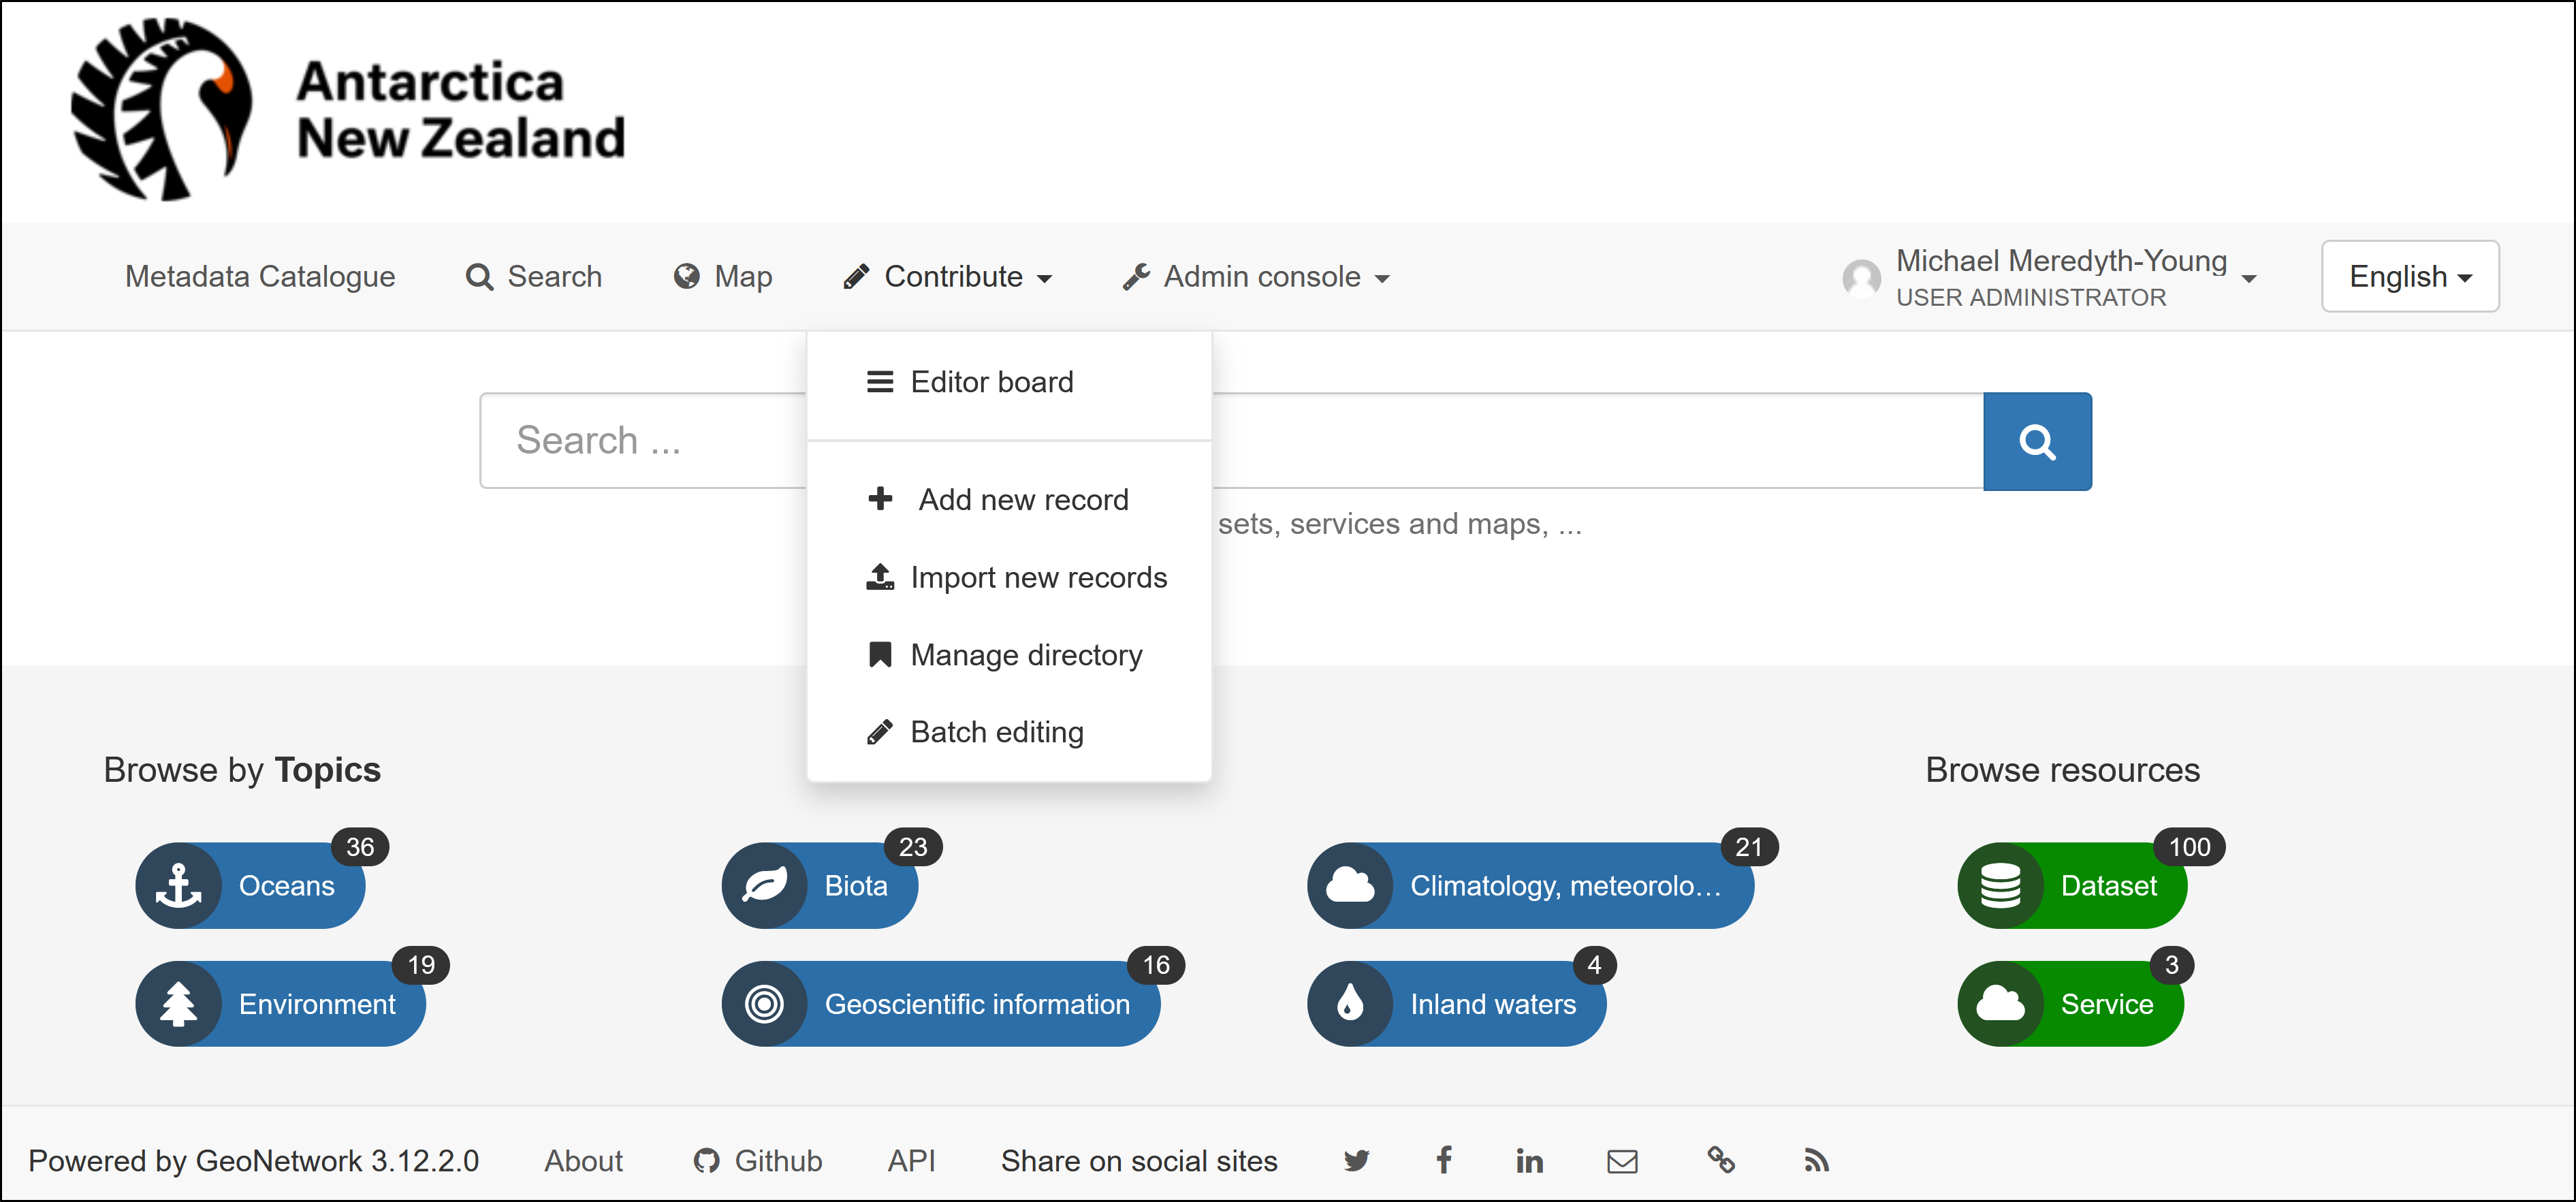 Antarctica
New Zealand
Metadata Catalogue
Search
Map
Contribute
Admin console
Michael Meredyth-Young
USER ADMINISTRATOR
English
Editor board
Search ...
Add new record
sets, services and maps, ...
Import new records
Manage directory
Batch editing
Browse by Topics
Browse resources
36
Oceans
23
Biota
21
Climatology, meteorolo...
100
Dataset
19
Environment
16
Geoscientific information
4
Inland waters
3
Service
Powered by GeoNetwork 3.12.2.0
About
Github
API
Share on social sites